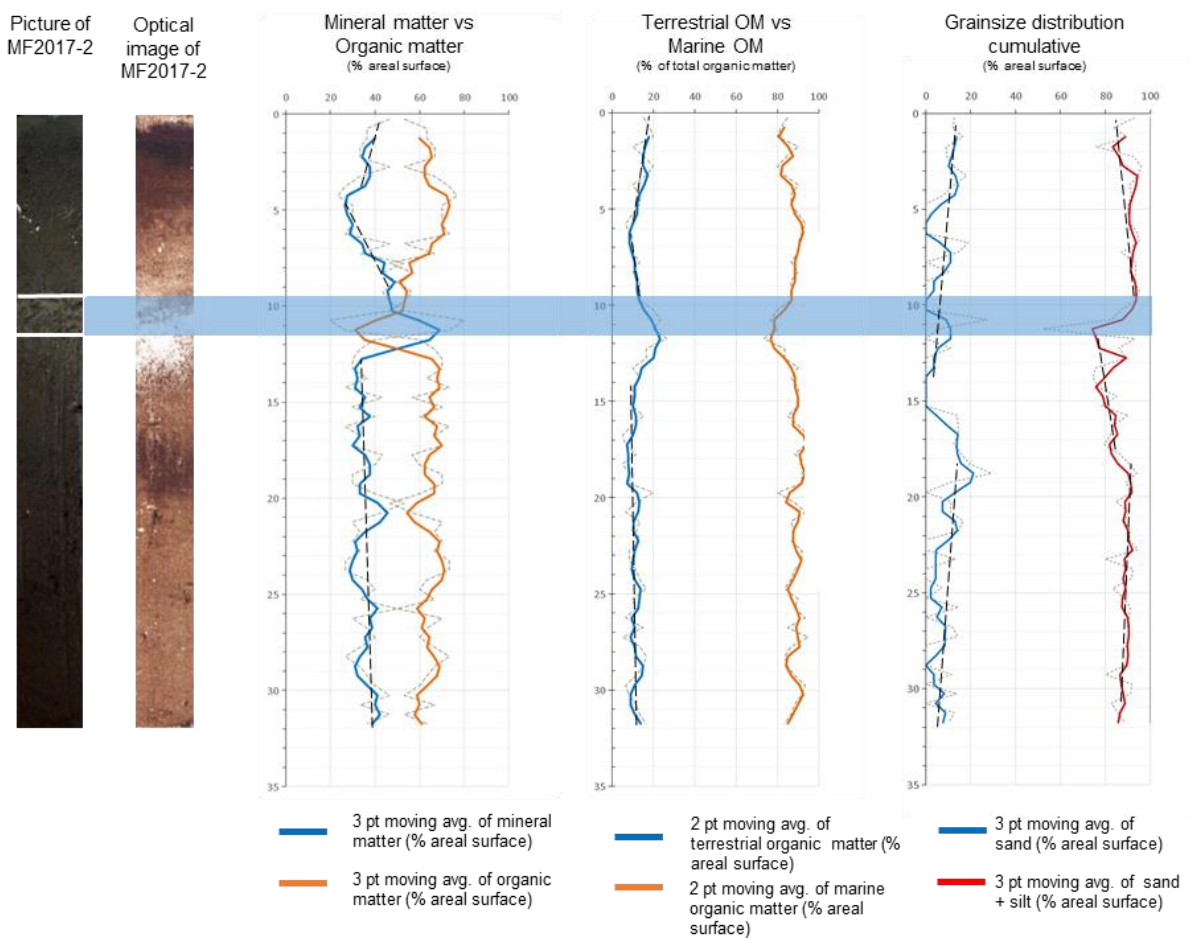 Picture of
MF2017-2
Optical
image of
MF2017-2
Mineral matter vs
Organic matter
(% areal surface)
Terrestrial OM vs
Marine OM
(% of total organic matter)
Grainsize distribution
cumulative
(% areal surface)
0 20 40 60 80 100
0
5
10
15
20
25
30
35
0 20 40 60 80 100
0
5
10
15
20
25
30
35
0 20 40 60 80 100
0
5
10
15
20
25
30
35
3 pt moving avg. of mineral
matter (% areal surface)
3 pt moving avg. of organic
matter (% areal surface)
2 pt moving avg. of
terrestrial organic matter (%
areal surface)
2 pt moving avg. of marine
organic matter (% areal
surface)
3 pt moving avg. of
sand (% areal surface)
3 pt moving avg. of sand
+ silt (% areal surface)